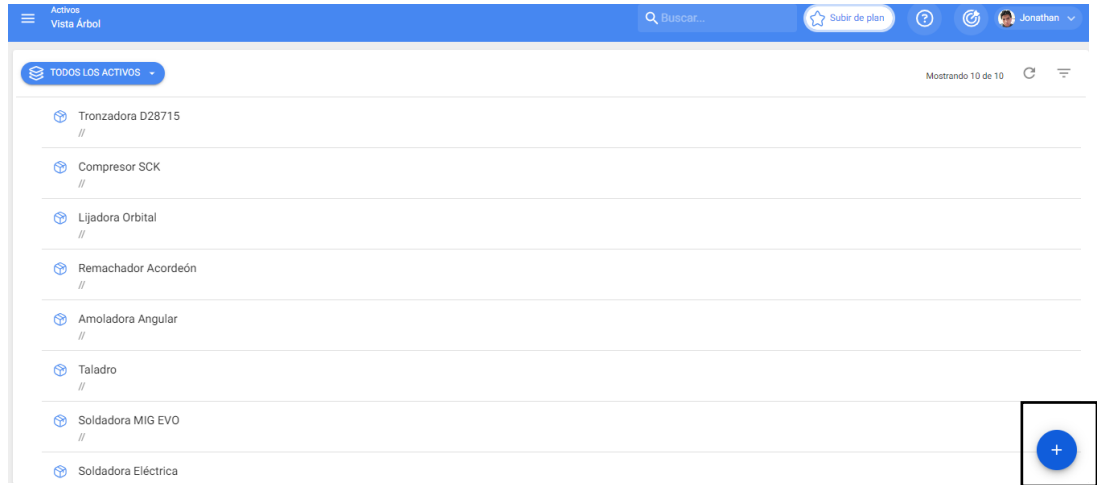 Activos
Vista Árbol
Buscar...
Subir de plan
?
Jonathan
TODOS LOS ACTIVOS
Mostrando 10 de 10
Tronzadora D28715
//
Compresor SCK
//
Lijadora Orbital
//
Remachador Acordeón
//
Amoladora Angular
//
Taladro
//
Soldadora MIG EVO
//
Soldadora Eléctrica
+